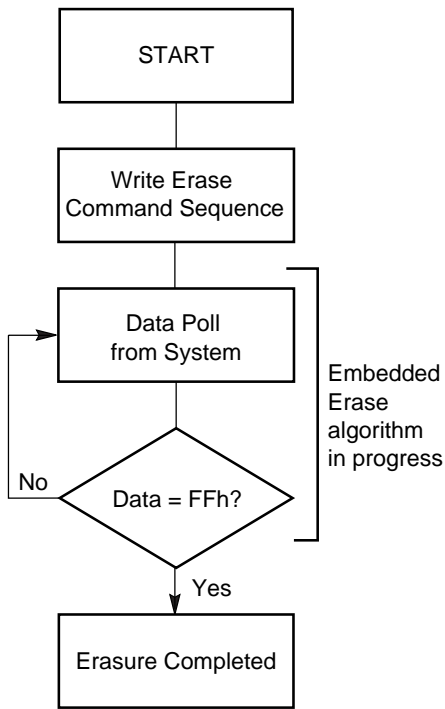 START
Write Erase
Command Sequence
Data Poll
from System
Embedded
Erase
algorithm
in progress
No
Data = FFh?
Yes
Erasure Completed